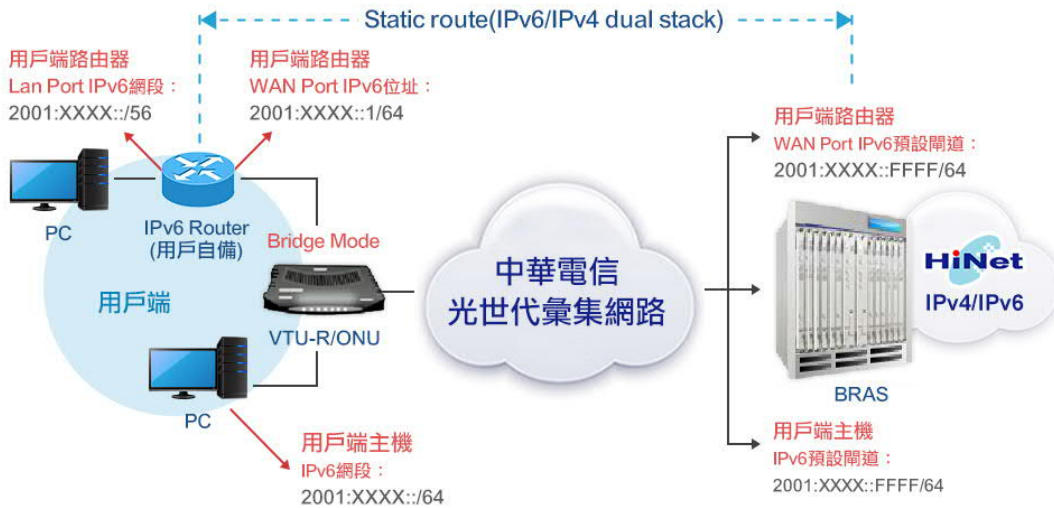 Static route(IPv6/IPv4 dual stack)
用戶端路由器
Lan Port IPv6網段：
2001:XXXX::/56
用戶端路由器
WAN Port IPv6位址：
2001:XXXX::1/64
PC
IPv6 Router
(用戶自備)
Bridge Mode
用戶端
VTU-R/ONU
PC
用戶端主機
IPv6網段：
2001:XXXX::/64
中華電信
光世代彙集網路
用戶端路由器
WAN Port IPv6預設閘道：
2001:XXXX::FFFF/64
HiNet
IPv4/IPv6
BRAS
用戶端主機
IPv6預設閘道：
2001:XXXX::FFFF/64